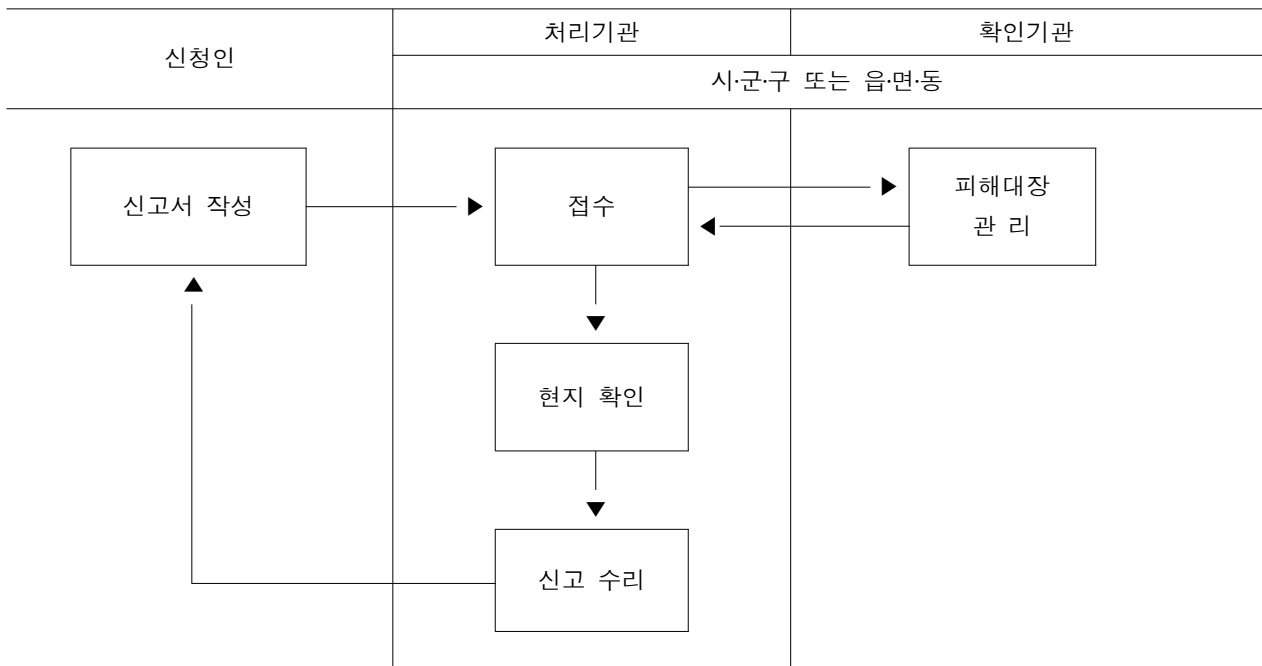 신청인
처리기관
확인기관
시·군·구 또는 읍·면·동
신고서 작성
접수
피해대장
관 리
현지 확인
신고 수리